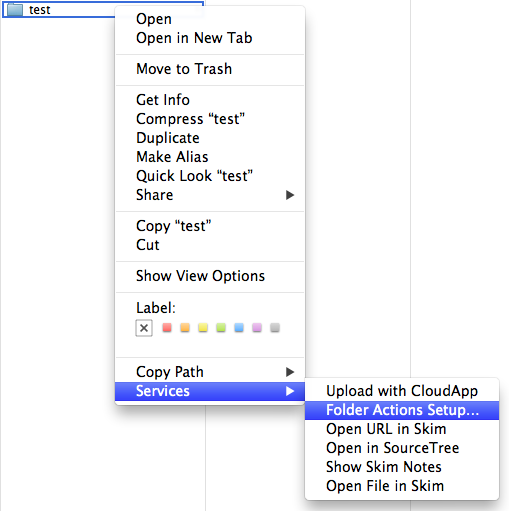 test
Open
Open in New Tab
Move to Trash
Get Info
Compress “test”
Duplicate
Make Alias
Quick Look “test”
Share
Copy “test”
Cut
Show View Options
Label:
Copy Path
Services
Upload with CloudApp
Folder Actions Setup...
Open URL in Skim
Open in SourceTree
Show Skim Notes
Open File in Skim